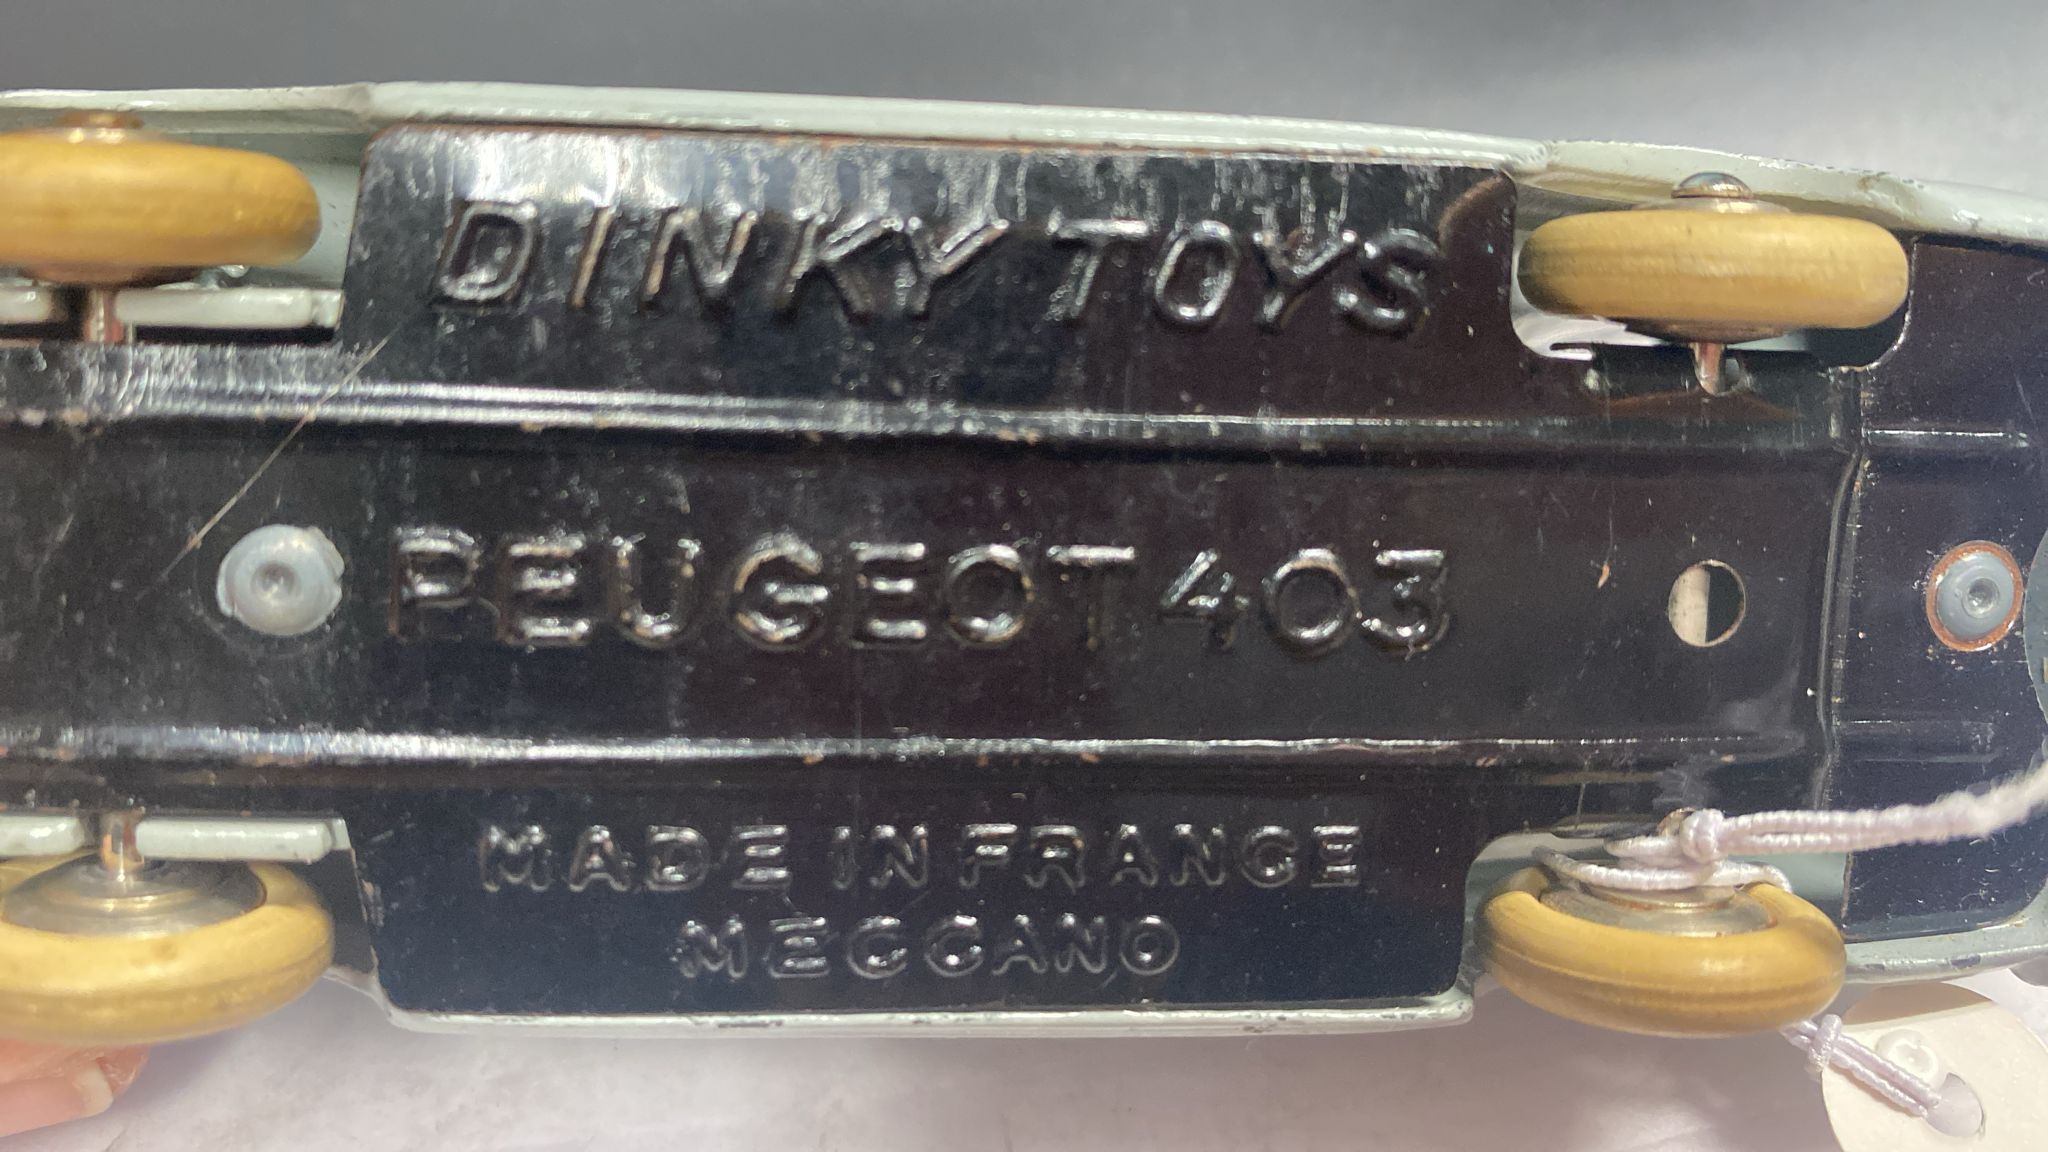 DINKY TOYS
PEUGEOT 403
MADE IN FRANCE
MECCANO